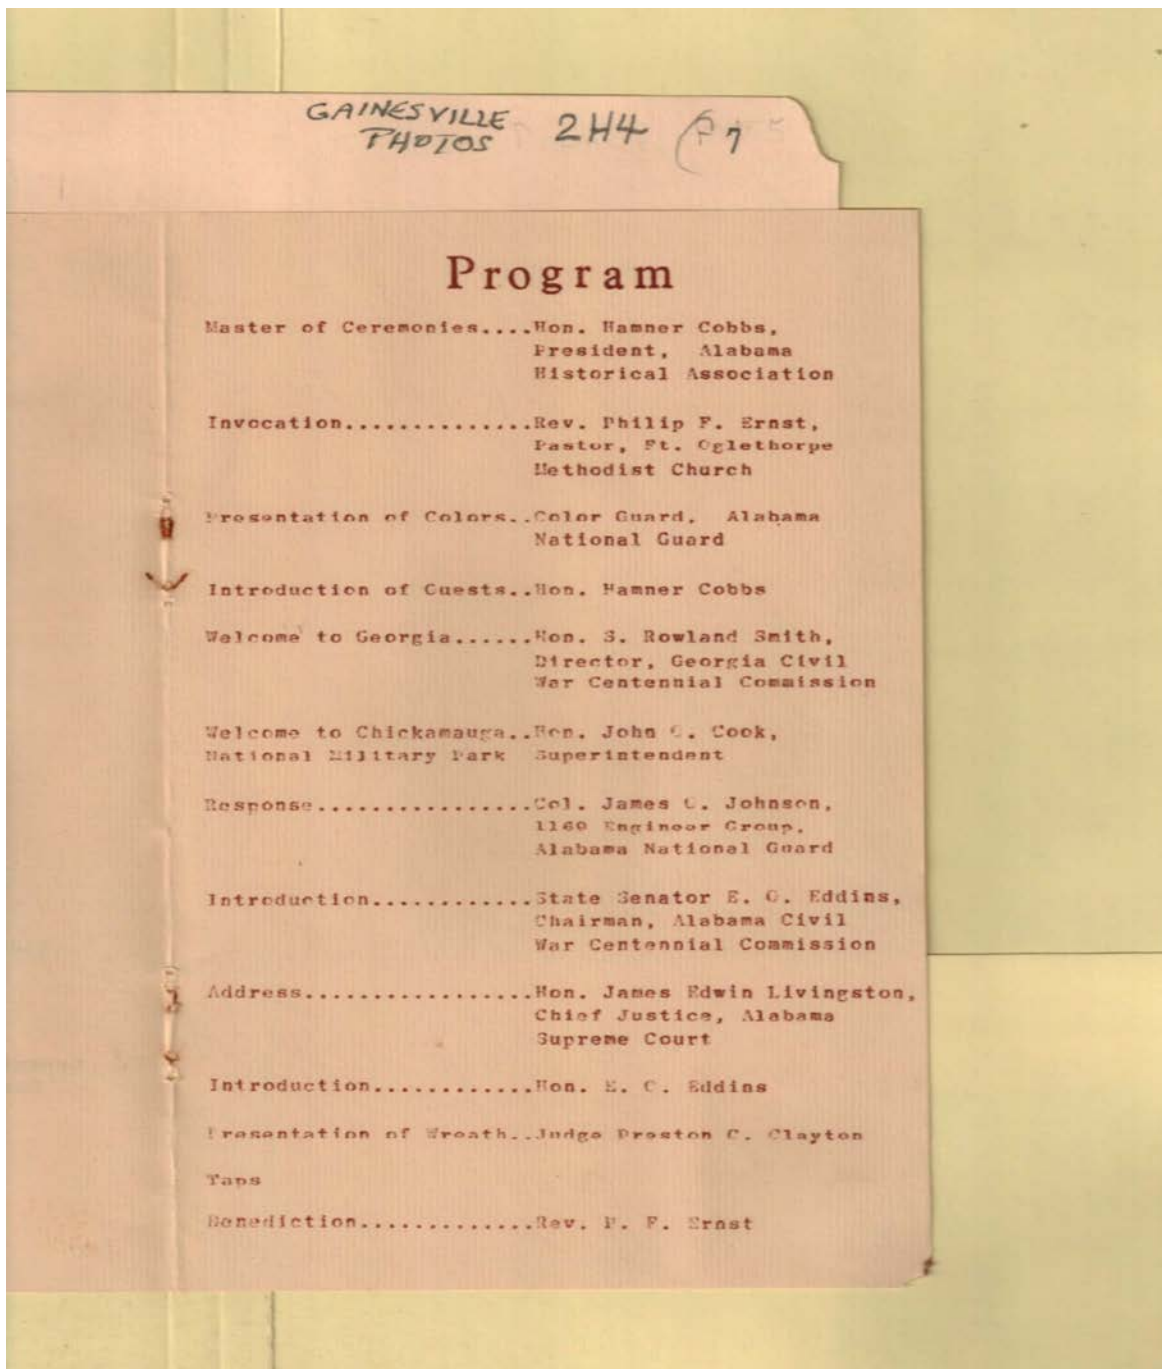 GAINESVILLE
PHOTOS
2H4
7
Program
Master of Ceremonies....Hon. Hamner Cobbs,
President, Alabama
Historical Association
Invocation..............Rev. Philip F. Ernst,
Pastor, Ft. Oglethorpe
Methodist Church
Presentation of Colors..Color Guard, Alabama
National Guard
Introduction of Guests..Hon. Hamner Cobbs
Welcome to Georgia......Hon. S. Rowland Smith,
Director, Georgia Civil
War Centennial Commission
Welcome to Chickamauga..Hon. John Cook,
National Military Park Superintendent
Response................Col. James Johnson,
1169 Engineer Group,
Alabama National Guard
Introduction............State Senator E. Eddins,
Chairman, Alabama Civil
War Centennial Commission
Address.................Hon. James Edwin Livingston,
Chief Justice, Alabama
Supreme Court
Introduction............Hon. E. C. Eddins
Presentation of Wreath..Judge Preston C. Clayton
Taps
Benediction.............Rev. P. F. Ernst